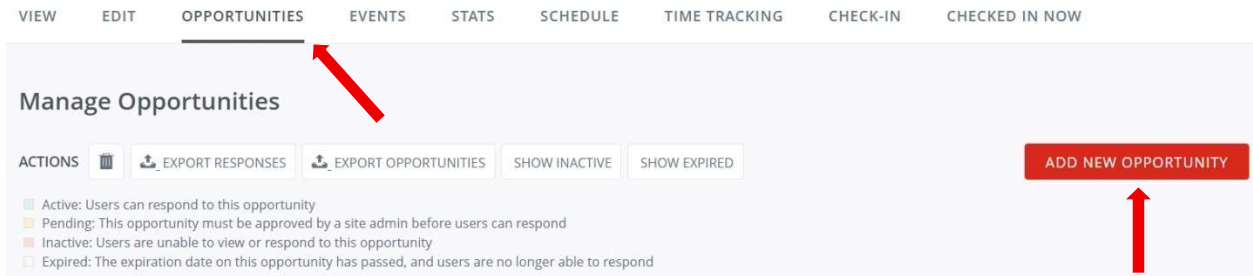 VIEW EDIT OPPORTUNITIES EVENTS STATS SCHEDULE TIME TRACKING CHECK-IN CHECKED IN NOW
Manage Opportunities
ACTIONS EXPORT RESPONSES EXPORT OPPORTUNITIES SHOW INACTIVE SHOW EXPIRED ADD NEW OPPORTUNITY
Active: Users can respond to this opportunity
Pending: This opportunity must be approved by a site admin before users can respond
Inactive: Users are unable to view or respond to this opportunity
Expired: The expiration date on this opportunity has passed, and users are no longer able to respond